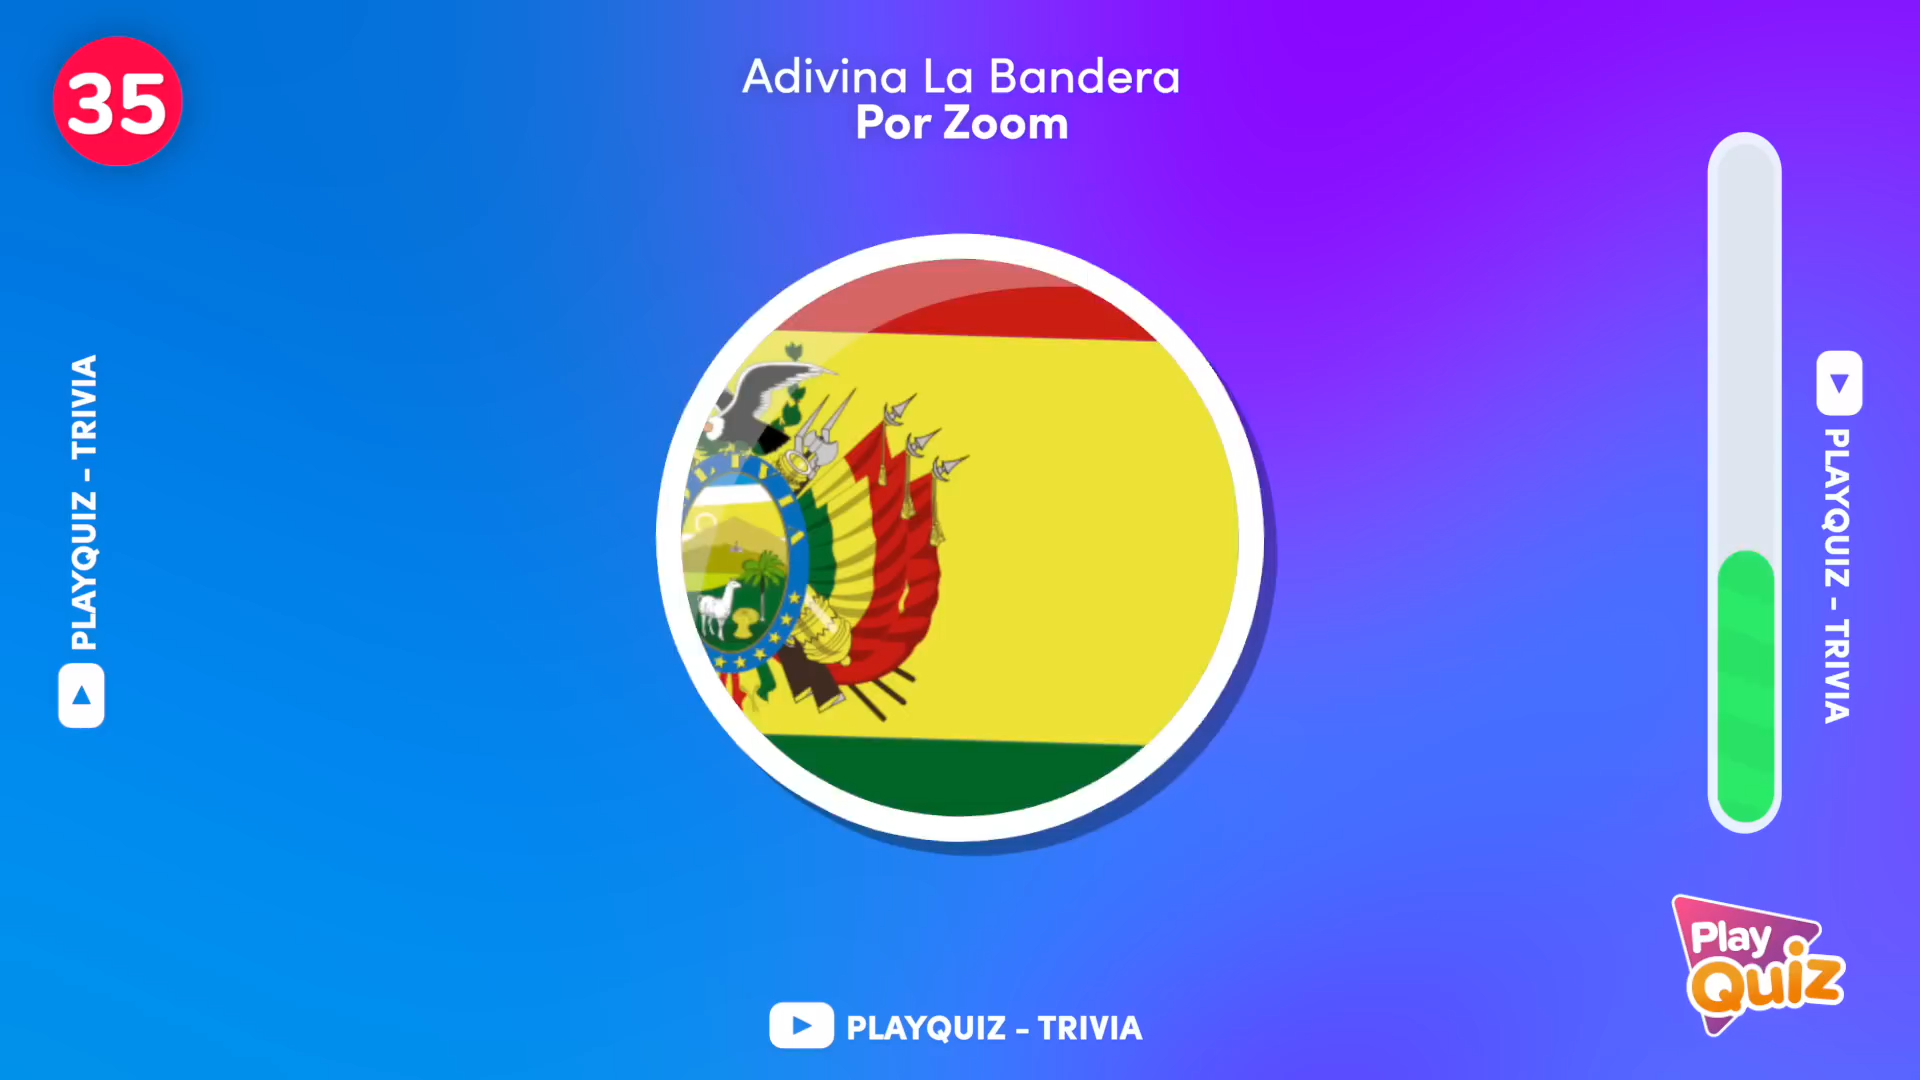 35
Adivina La Bandera
Por Zoom
PLAYQUIZ - TRIVIA
PLAYQUIZ - TRIVIA
PLAYQUIZ - TRIVIA
Play
Quiz